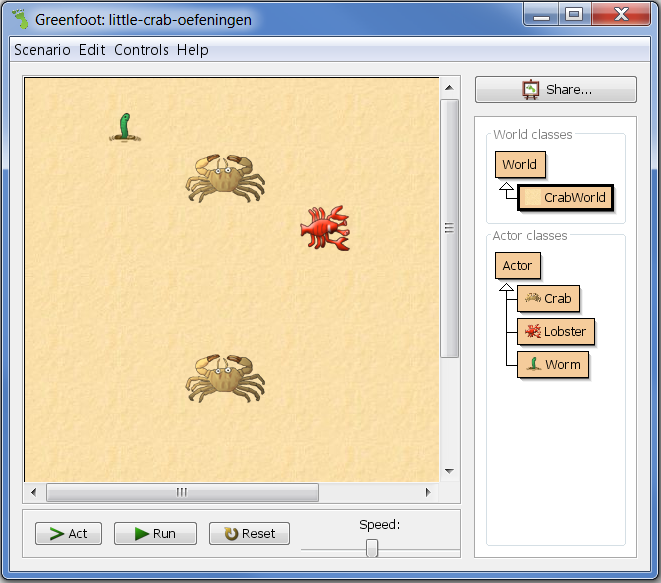 Greenfoot: little-crab-oefeningen
Scenario Edit Controls Help
Share...
World classes
World
CrabWorld
Actor classes
Actor
Crab
Lobster
Worm
Act
Run
Reset
Speed: